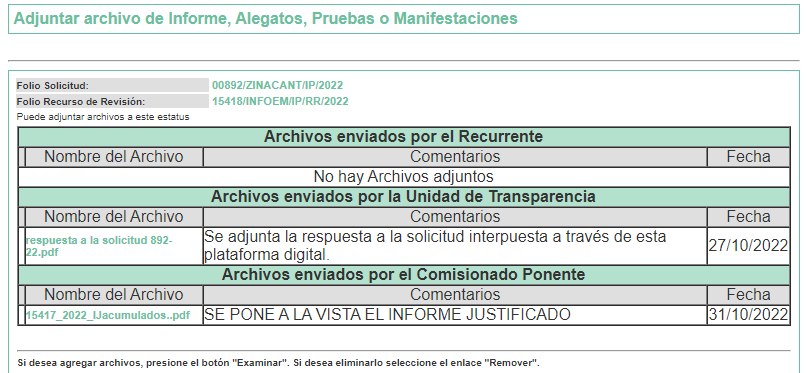 Adjuntar archivo de Informe, Alegatos, Pruebas o Manifestaciones
Folio Solicitud: 00892/ZINACANT/IP/2022
Folio Recurso de Revisión: 15418/INFOEM/IP/RR/2022
Puede adjuntar archivos a este estatus
Archivos enviados por el Recurrente
Nombre del Archivo Comentarios Fecha
No hay Archivos adjuntos
Archivos enviados por la Unidad de Transparencia
Nombre del Archivo Comentarios Fecha
respuesta a la solicitud 892-
22.pdf
Se adjunta la respuesta a la solicitud interpuesta a través de esta
plataforma digital.
27/10/2022
Archivos enviados por el Comisionado Ponente
Nombre del Archivo Comentarios Fecha
15417_2022_IJacumulados..pdf SE PONE A LA VISTA EL INFORME JUSTIFICADO 31/10/2022
Si desea agregar archivos, presione el botón "Examinar". Si desea eliminarlo seleccione el enlace "Remover".